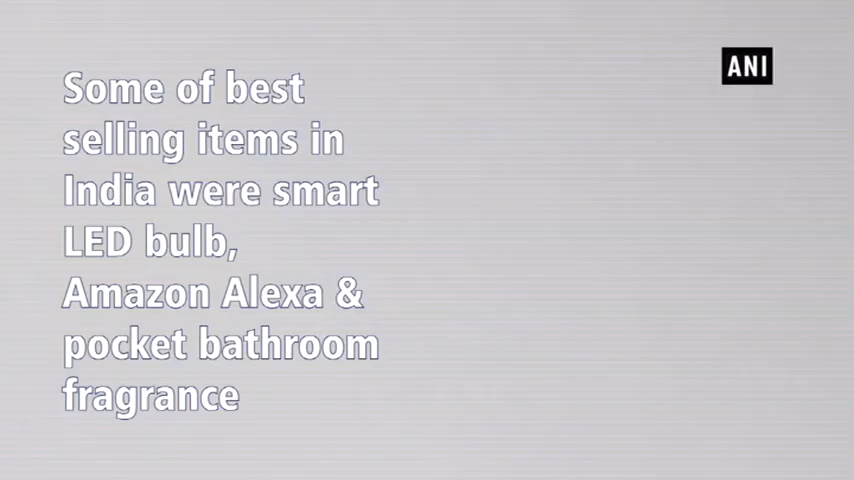 Some of best
selling items in
India were smart
LED bulb,
Amazon Alexa &
pocket bathroom
fragrance
ANI